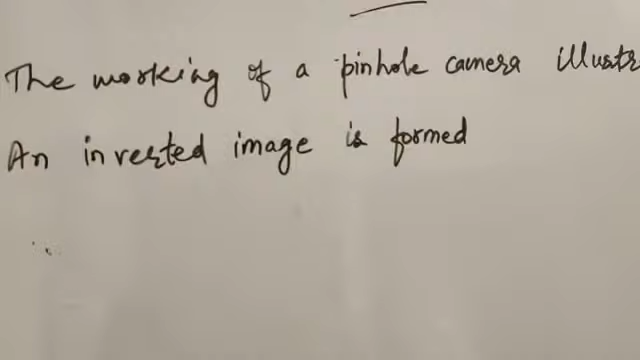 The working of a pinhole camera illustr
An inverted image is formed